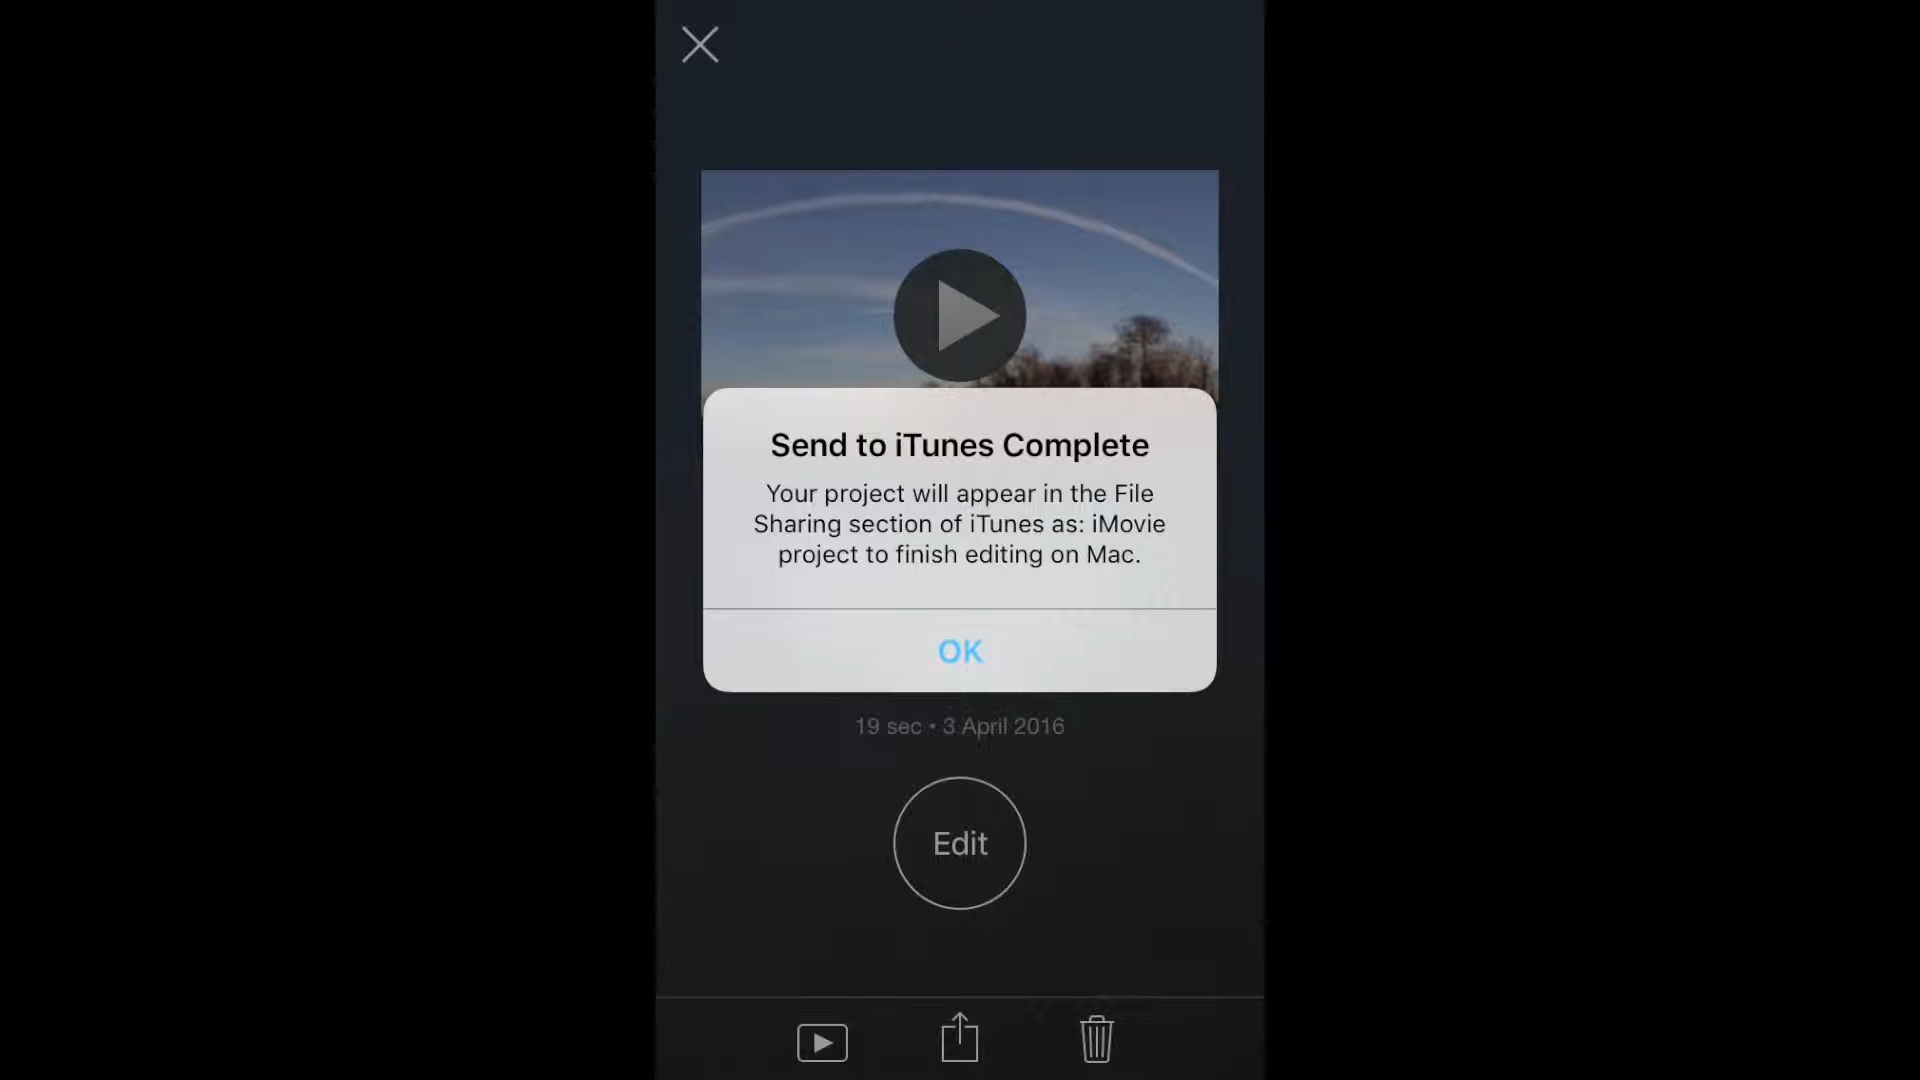 Send to iTunes Complete
Your project will appear in the File
Sharing section of iTunes as: iMovie
project to finish editing on Mac.
OK
19 sec • 3 April 2016
Edit